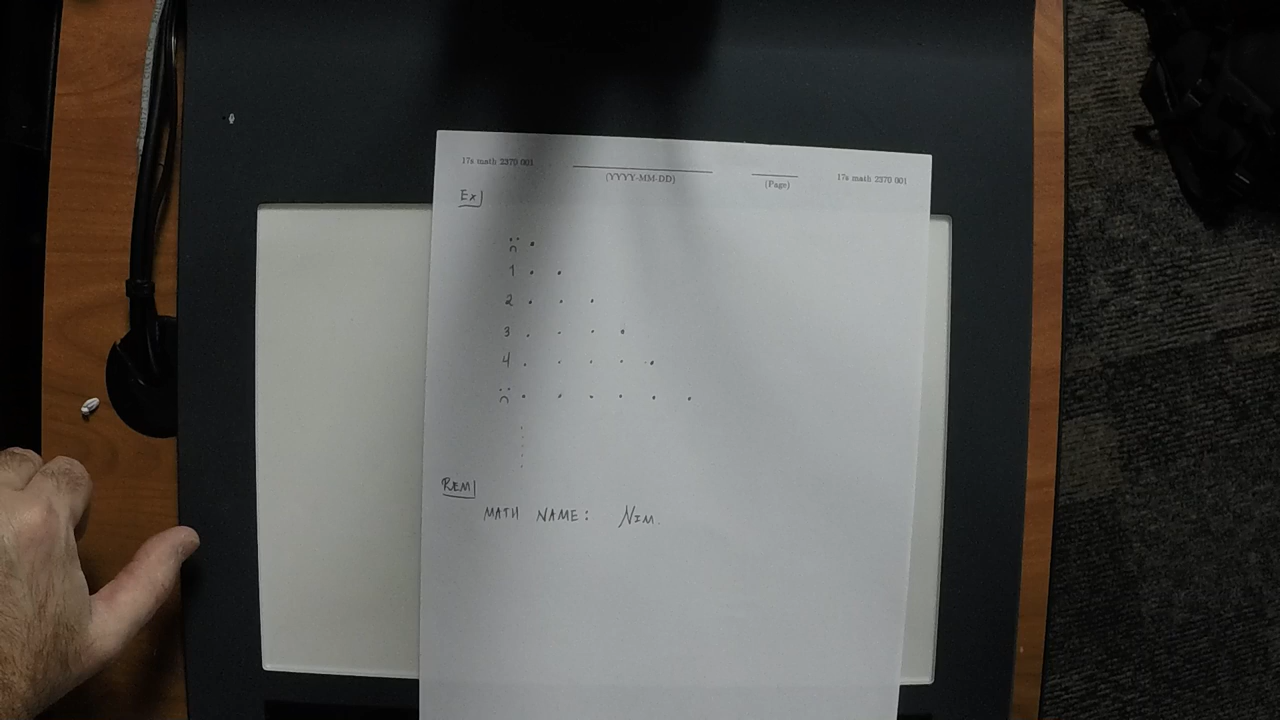 17s math 2370 001
(YYYY-MM-DD)
(Page)
17s math 2370 001
Ex
1
2
3
4
REM
MATH NAME: NIM.